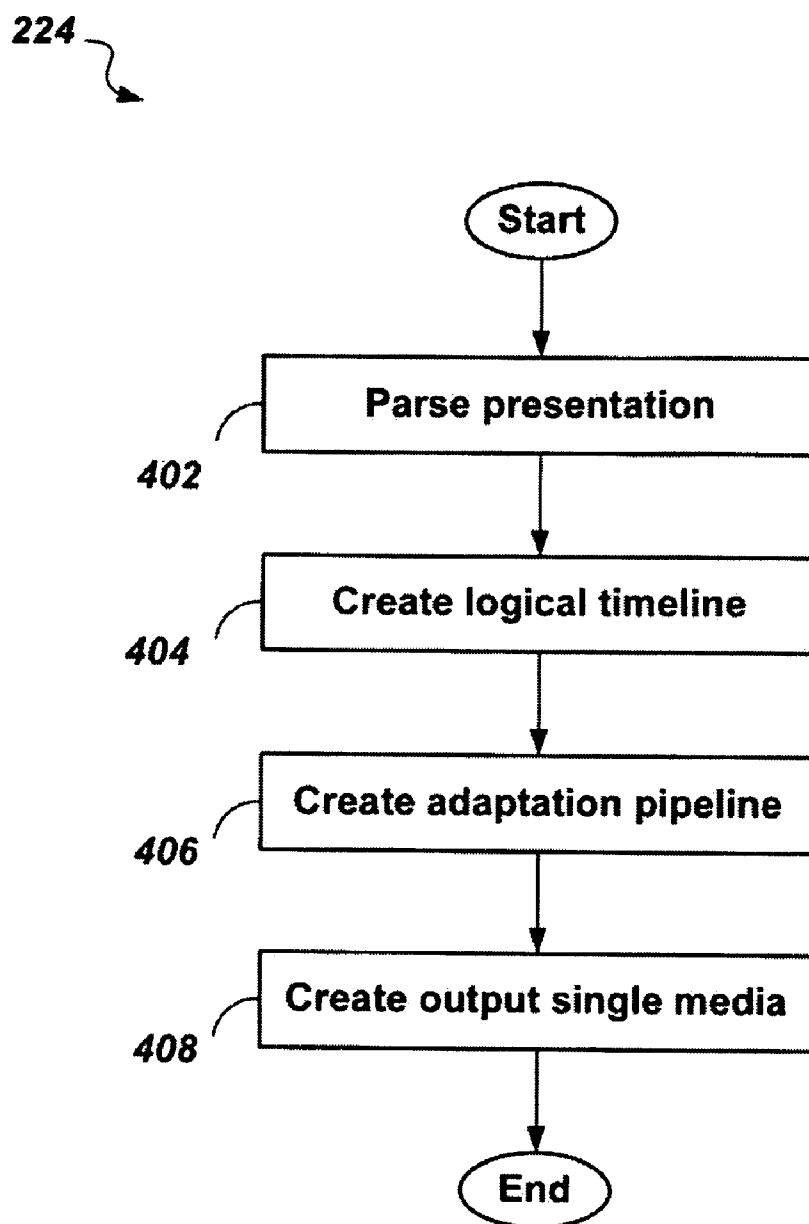 224
Start
Parse presentation
402
Create logical timeline
404
Create adaptation pipeline
406
Create output single media
408
End